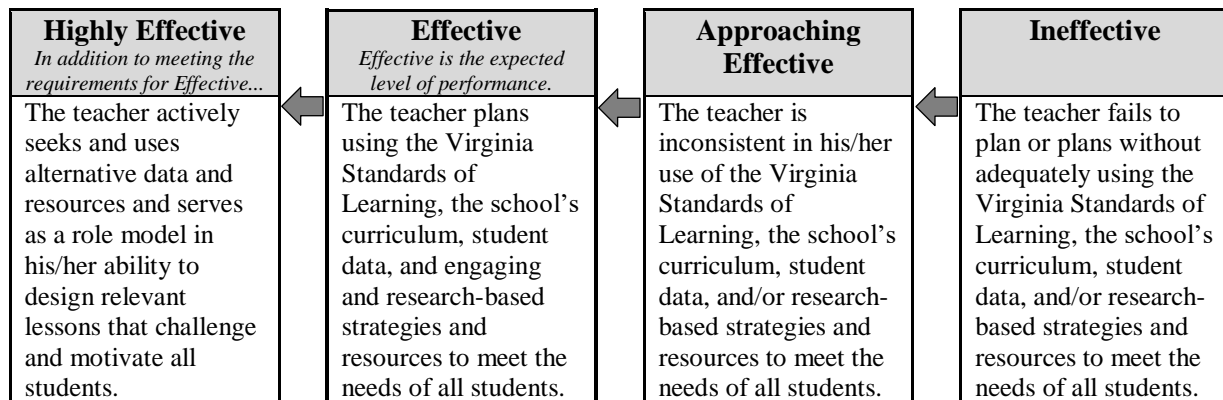 Highly Effective
In addition to meeting the
requirements for Effective...
The teacher actively
seeks and uses
alternative data and
resources and serves
as a role model in
his/her ability to
design relevant
lessons that challenge
and motivate all
students.
Effective
Effective is the expected
level of performance.
The teacher plans
using the Virginia
Standards of
Learning, the school’s
curriculum, student
data, and engaging
and research-based
strategies and
resources to meet the
needs of all students.
Approaching
Effective
The teacher is
inconsistent in his/her
use of the Virginia
Standards of
Learning, the school’s
curriculum, student
data, and/or research-
based strategies and
resources to meet the
needs of all students.
Ineffective
The teacher fails to
plan or plans without
adequately using the
Virginia Standards of
Learning, the school’s
curriculum, student
data, and/or research-
based strategies and
resources to meet the
needs of all students.